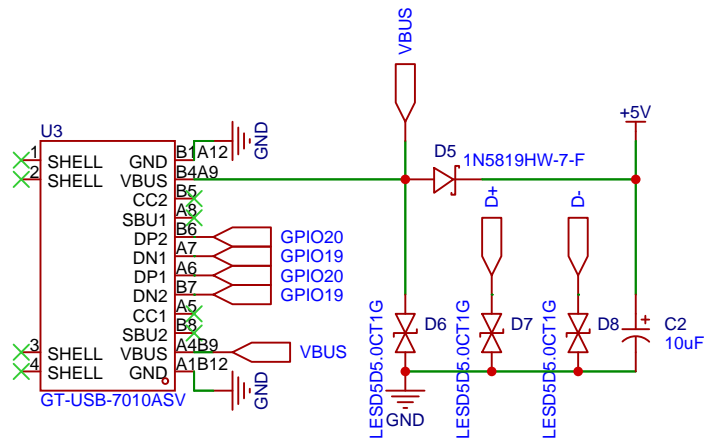 VBUS
+5V
U3
D5
1N5819HW-7-F
1 SHELL GND B1A12 GND
2 SHELL VBUS B4A9
CC2 B5
SBU1 A8
DP2 B6 GPIO20
DN1 A7 GPIO19
DP1 A6 GPIO20
DN2 B7 GPIO19
CC1 A5
SBU2 B8
3 SHELL VBUS A4B9 VBUS
4 SHELL GND A1B12 GND
GT-USB-7010ASV
D+
D-
LESD5D5.0CT1G
D6
LESD5D5.0CT1G
D7
LESD5D5.0CT1G
D8
+
C2
10uF
GND